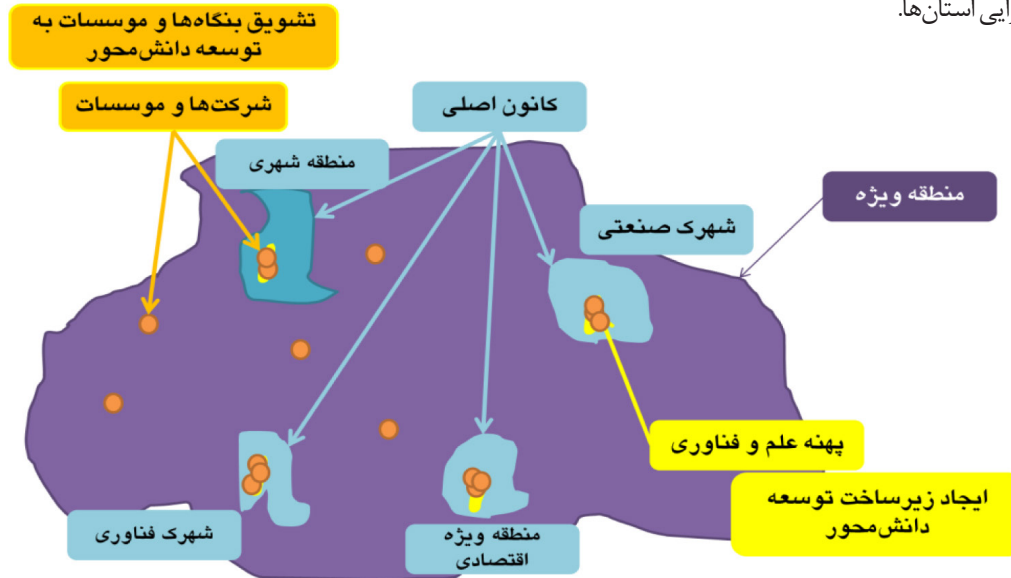 ایی استان‌ها.
تشویق بنگاه‌ها و موسسات به
توسعه دانش‌محور
شرکت‌ها و موسسات
کانون اصلی
منطقه شهری
منطقه ویژه
شهرک صنعتی
پهنه علم و فناوری
ایجاد زیرساخت توسعه
دانش‌محور
شهرک فناوری
منطقه ویژه
اقتصادی